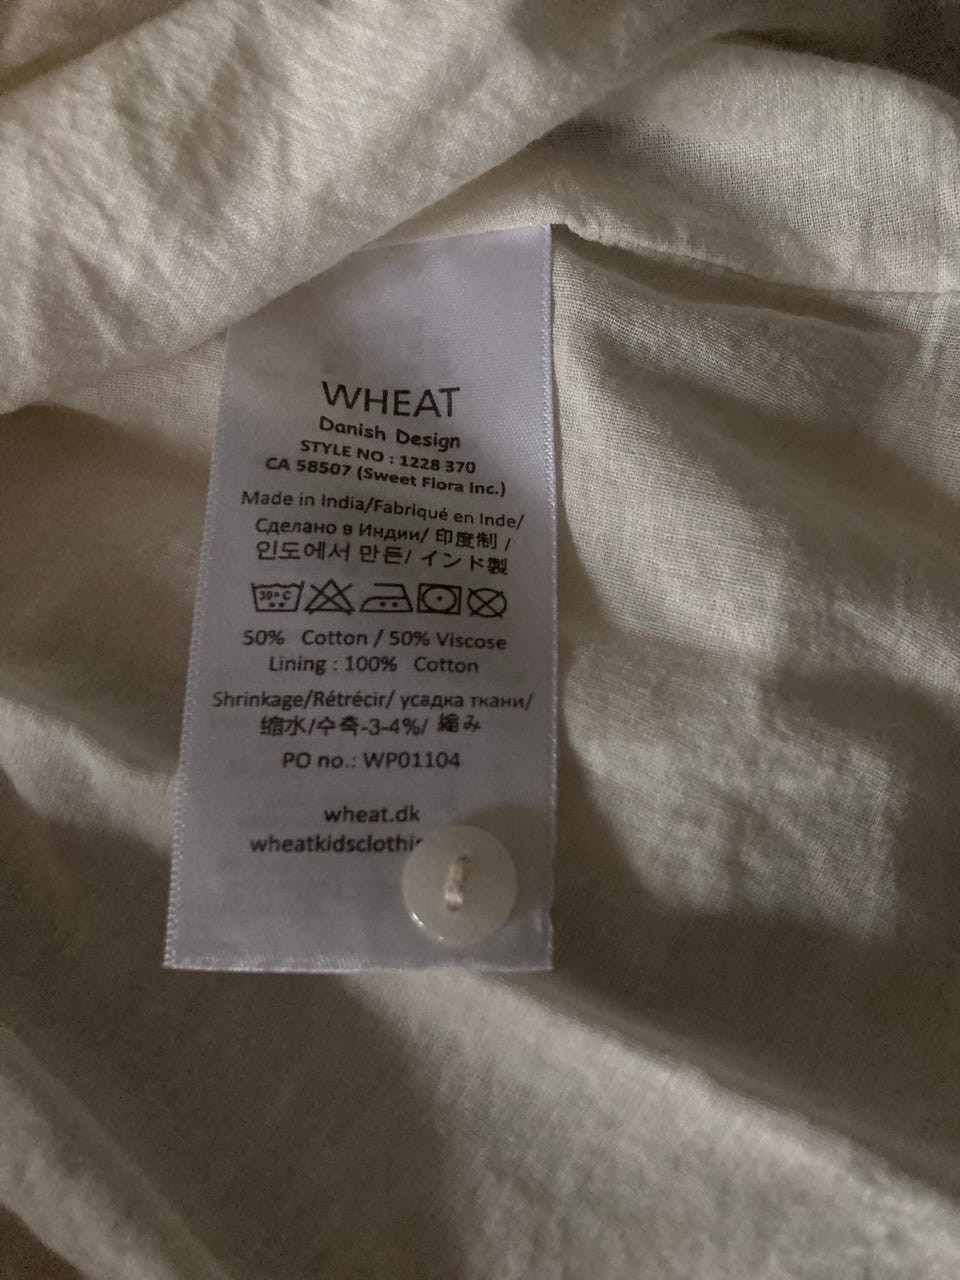 WHEAT
Danish Design
STYLE NO : 1228 370
CA 58507 (Sweet Flora Inc.)
Made in India/Fabriqué en Inde/
Сделано в Индии/ 印度制 /
인도에서 만든/ インド製
30°C
50% Cotton / 50% Viscose
Lining : 100% Cotton
Shrinkage/Rétrécir/ усадка ткани/
缩水/수축-3-4%/ 縮み
PO no.: WP01104
wheat.dk